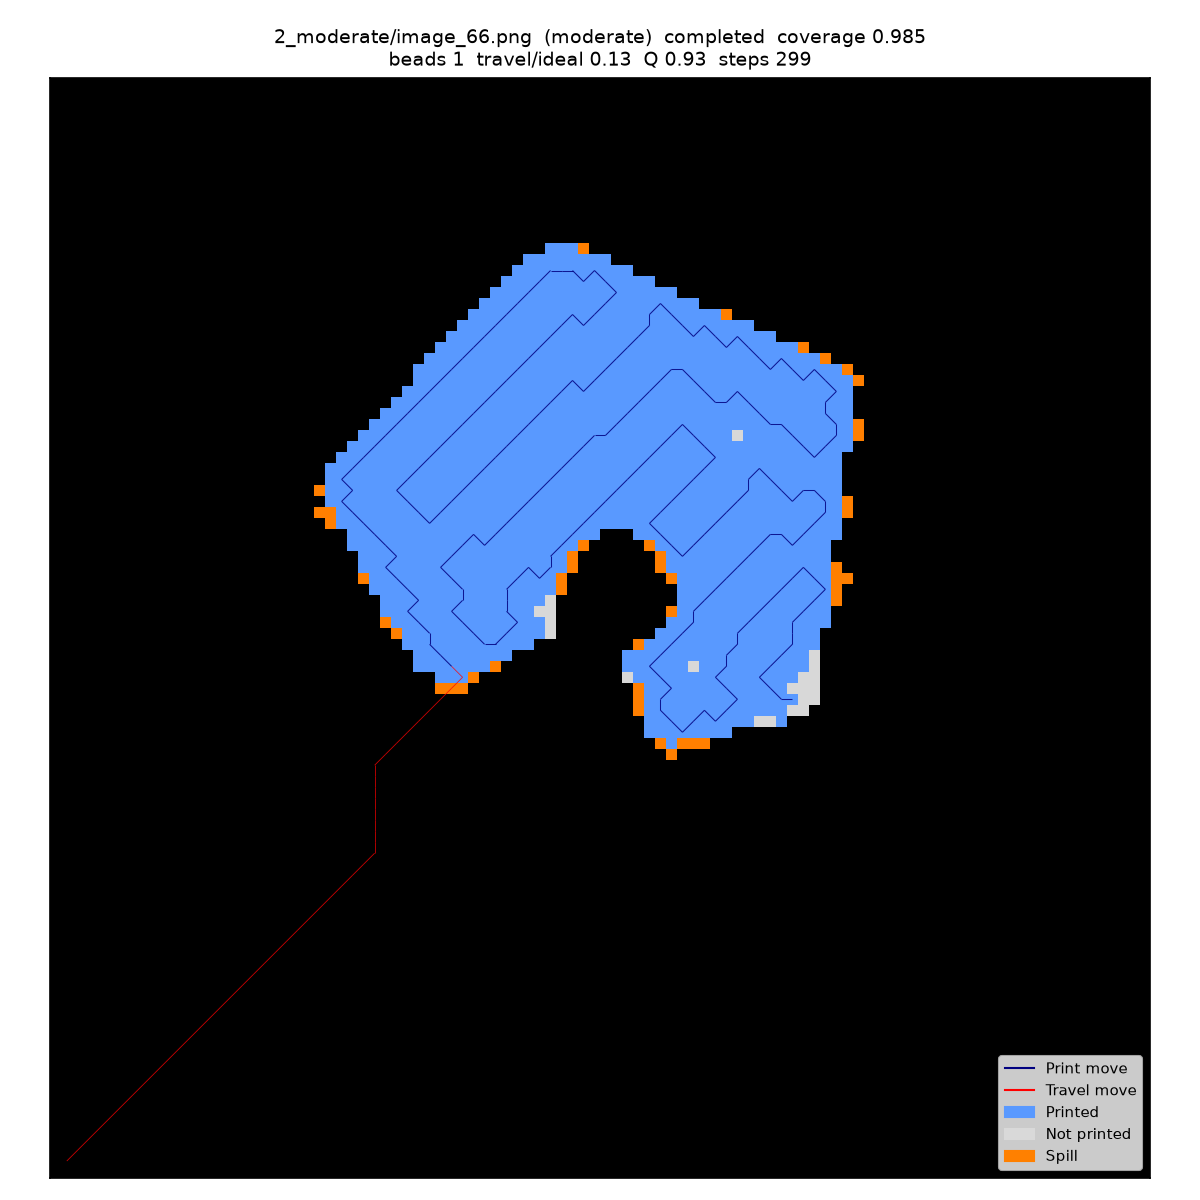 2_moderate/image_66.png  (moderate)  completed  coverage 0.985
beads 1  travel/ideal 0.13  Q 0.93  steps 299
Print move
Travel move
Printed
Not printed
Spill